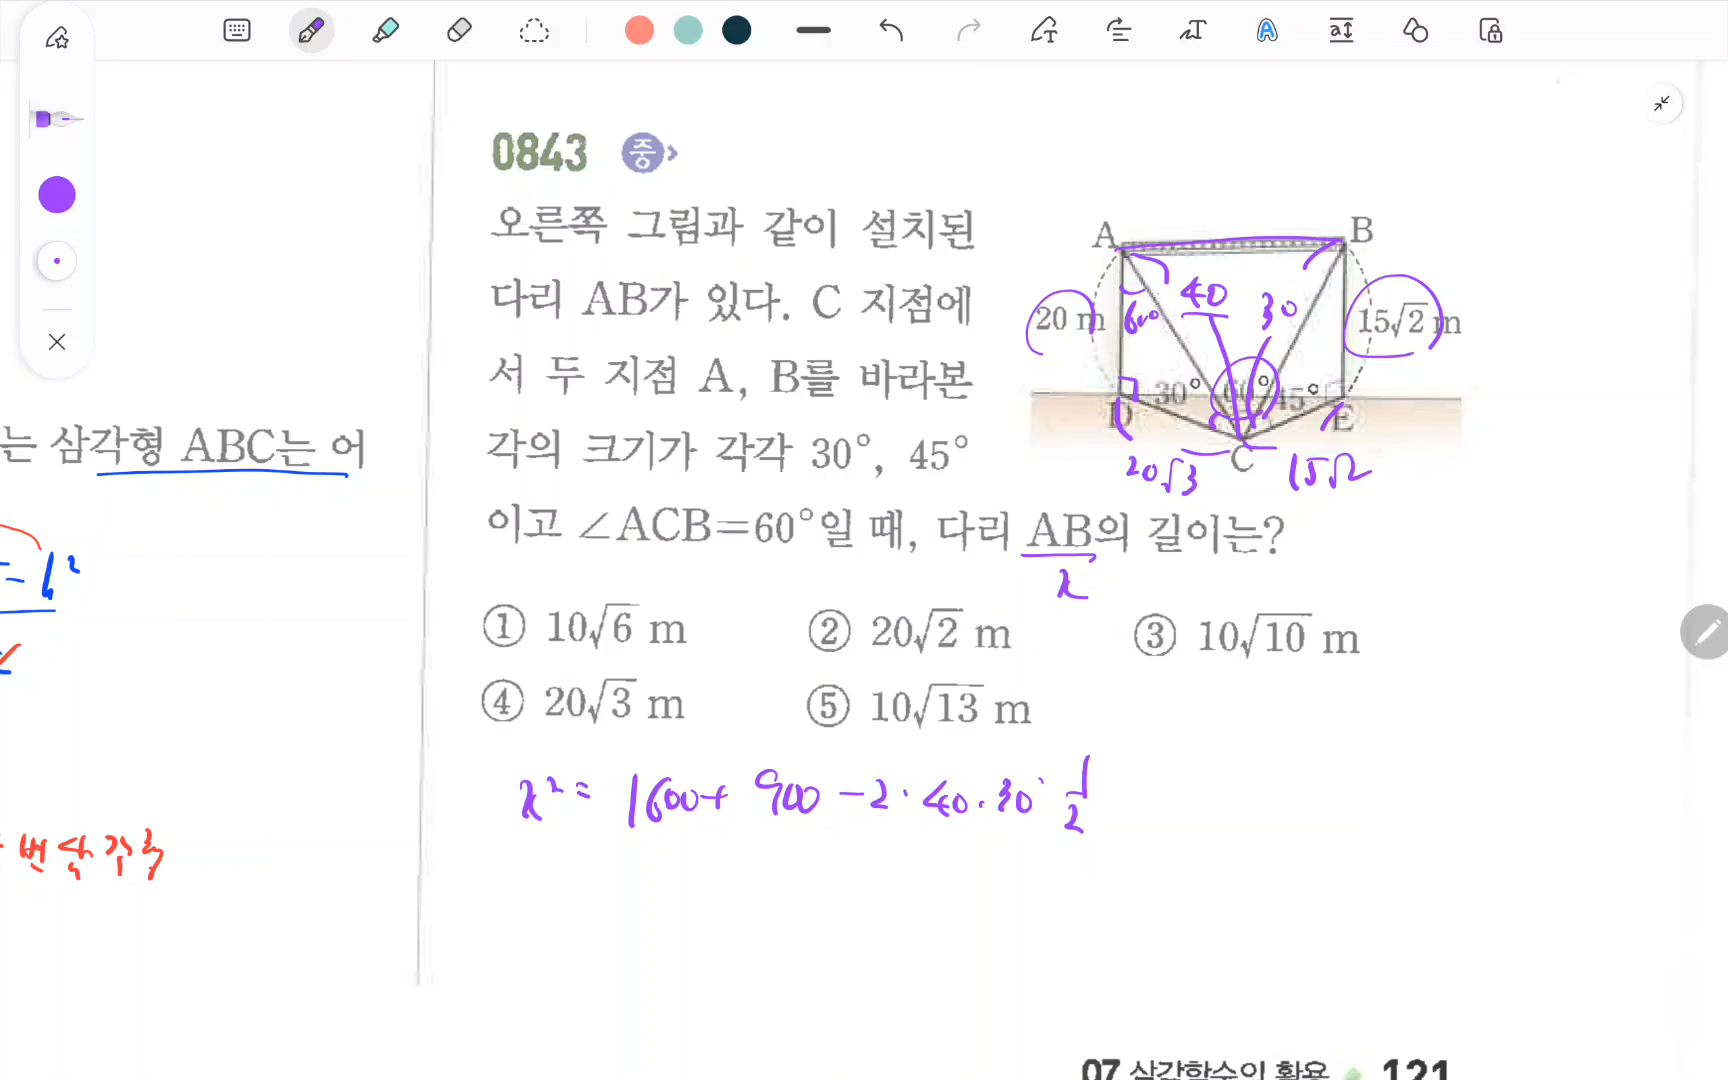 0843 중
오른쪽 그림과 같이 설치된
다리 AB가 있다. C 지점에
서 두 지점 A, B를 바라본
각의 크기가 각각 30°, 45°
이고 ∠ACB=60°일 때, 다리 AB의 길이는?
x
① 10√6 m ② 20√2 m ③ 10√10 m
④ 20√3 m ⑤ 10√13 m
x² = 1600+ 900 -2·40·30·1/2
A B
20 m 60° 40 30 15√2 m
30° 60° 45°
D C E
20√3 15√2
는 삼각형 ABC는 어
= k²
변
07 삼각함수의 활용 121